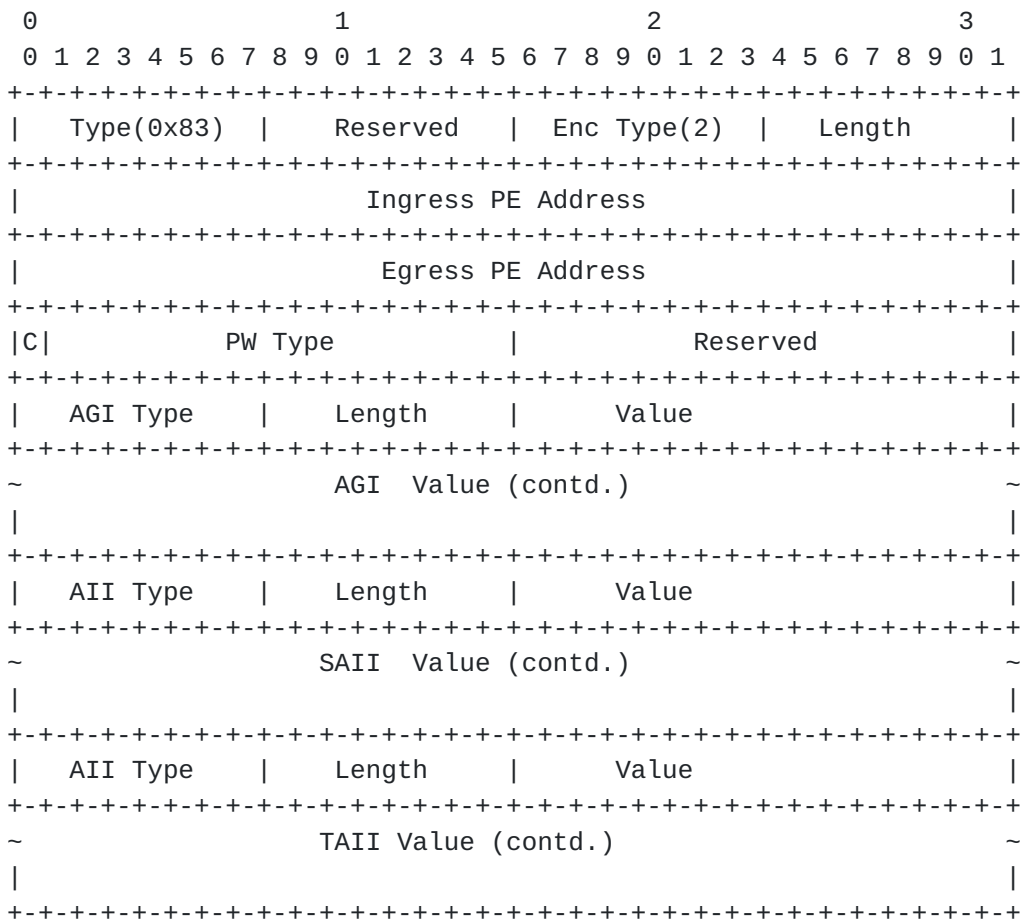 0                   1                   2                   3
 0 1 2 3 4 5 6 7 8 9 0 1 2 3 4 5 6 7 8 9 0 1 2 3 4 5 6 7 8 9 0 1
+-+-+-+-+-+-+-+-+-+-+-+-+-+-+-+-+-+-+-+-+-+-+-+-+-+-+-+-+-+-+-+-+
|   Type(0x83)  |    Reserved   |  Enc Type(2)  |   Length      |
+-+-+-+-+-+-+-+-+-+-+-+-+-+-+-+-+-+-+-+-+-+-+-+-+-+-+-+-+-+-+-+-+
|                      Ingress PE Address                       |
+-+-+-+-+-+-+-+-+-+-+-+-+-+-+-+-+-+-+-+-+-+-+-+-+-+-+-+-+-+-+-+-+
|                       Egress PE Address                       |
+-+-+-+-+-+-+-+-+-+-+-+-+-+-+-+-+-+-+-+-+-+-+-+-+-+-+-+-+-+-+-+-+
|C|           PW Type           |           Reserved            |
+-+-+-+-+-+-+-+-+-+-+-+-+-+-+-+-+-+-+-+-+-+-+-+-+-+-+-+-+-+-+-+-+
|   AGI Type    |    Length     |      Value                    |
+-+-+-+-+-+-+-+-+-+-+-+-+-+-+-+-+-+-+-+-+-+-+-+-+-+-+-+-+-+-+-+-+
~                    AGI  Value (contd.)                        ~
|                                                               |
+-+-+-+-+-+-+-+-+-+-+-+-+-+-+-+-+-+-+-+-+-+-+-+-+-+-+-+-+-+-+-+-+
|   AII Type    |    Length     |      Value                    |
+-+-+-+-+-+-+-+-+-+-+-+-+-+-+-+-+-+-+-+-+-+-+-+-+-+-+-+-+-+-+-+-+
~                   SAII  Value (contd.)                        ~
|                                                               |
+-+-+-+-+-+-+-+-+-+-+-+-+-+-+-+-+-+-+-+-+-+-+-+-+-+-+-+-+-+-+-+-+
|   AII Type    |    Length     |      Value                    |
+-+-+-+-+-+-+-+-+-+-+-+-+-+-+-+-+-+-+-+-+-+-+-+-+-+-+-+-+-+-+-+-+
~                   TAII Value (contd.)                         ~
|                                                               |
+-+-+-+-+-+-+-+-+-+-+-+-+-+-+-+-+-+-+-+-+-+-+-+-+-+-+-+-+-+-+-+-+